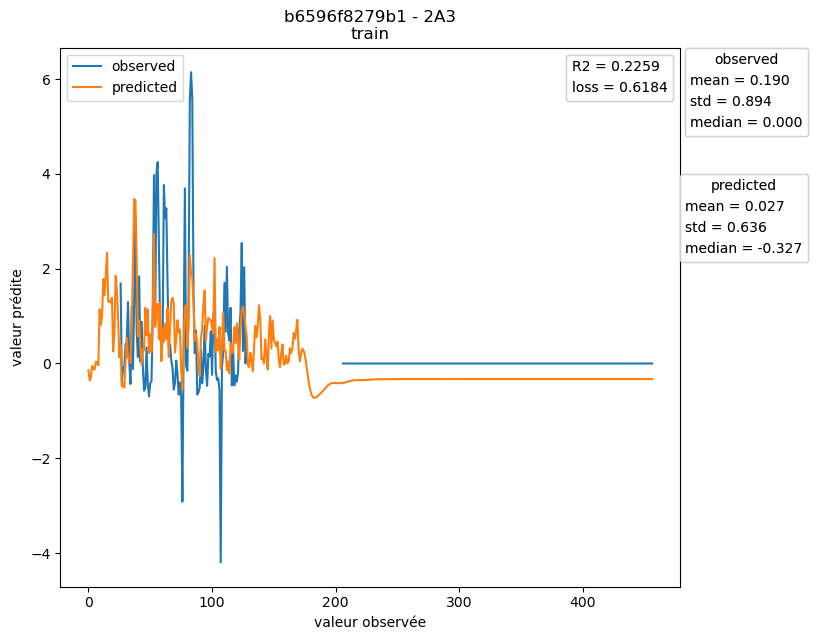 b6596f8279b1 - 2A3
train
observed
predicted
R2 = 0.2259
loss = 0.6184
observed
mean = 0.190
std = 0.894
median = 0.000
predicted
mean = 0.027
std = 0.636
median = -0.327
valeur prédite
6
4
2
0
−2
−4
0
100
200
300
400
valeur observée